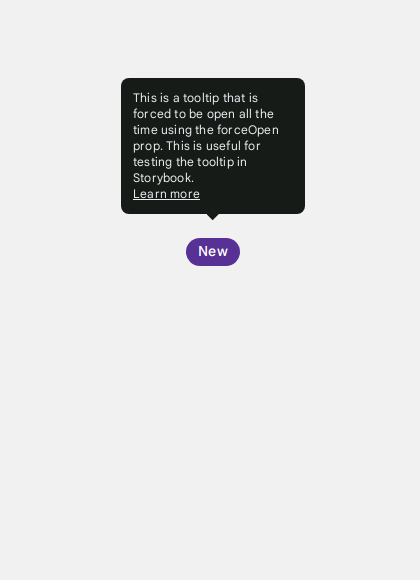 This is a tooltip that is
forced to be open all the
time using the forceOpen
prop. This is useful for
testing the tooltip in
Storybook.
Learn more
New